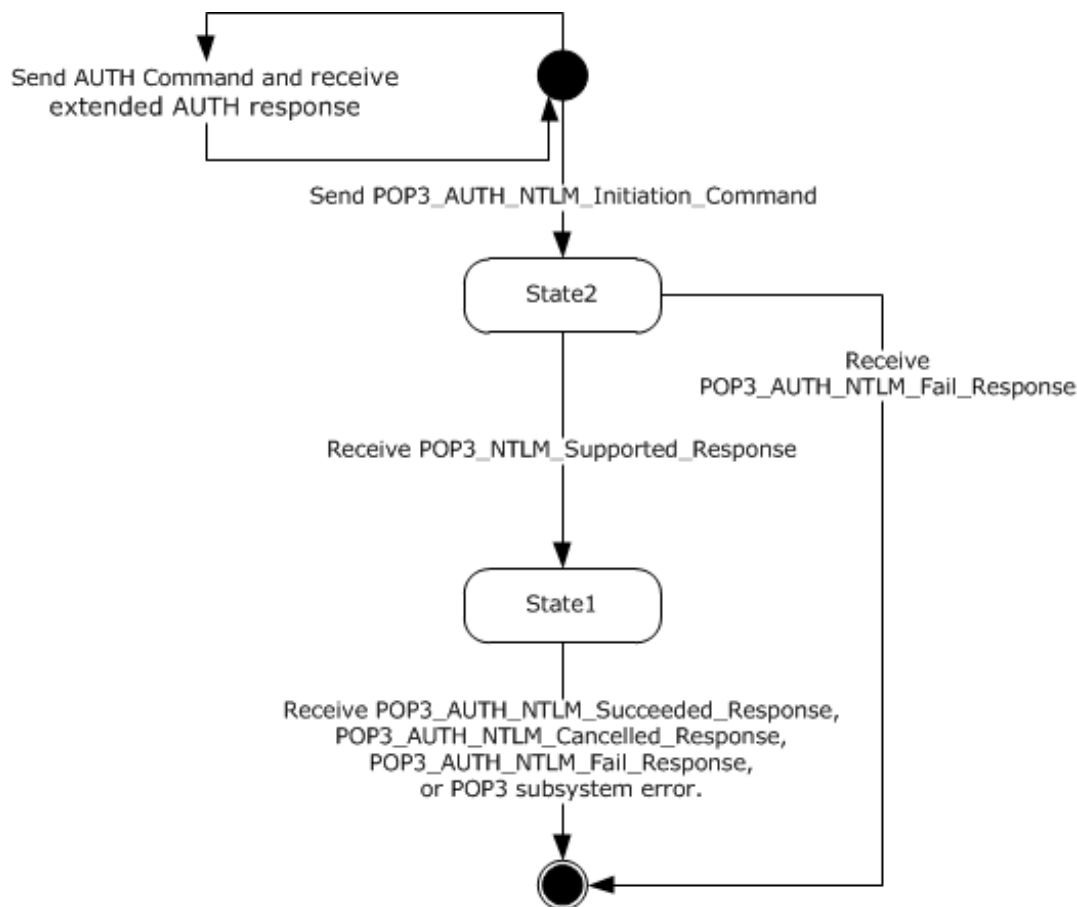 Send AUTH Command and receive
extended AUTH response
Send POP3_AUTH_NTLM_Initiation_Command
State2
Receive
POP3_AUTH_NTLM_Fail_Response
Receive POP3_NTLM_Supported_Response
State1
Receive POP3_AUTH_NTLM_Succeeded_Response,
POP3_AUTH_NTLM_Cancelled_Response,
POP3_AUTH_NTLM_Fail_Response,
or POP3 subsystem error.